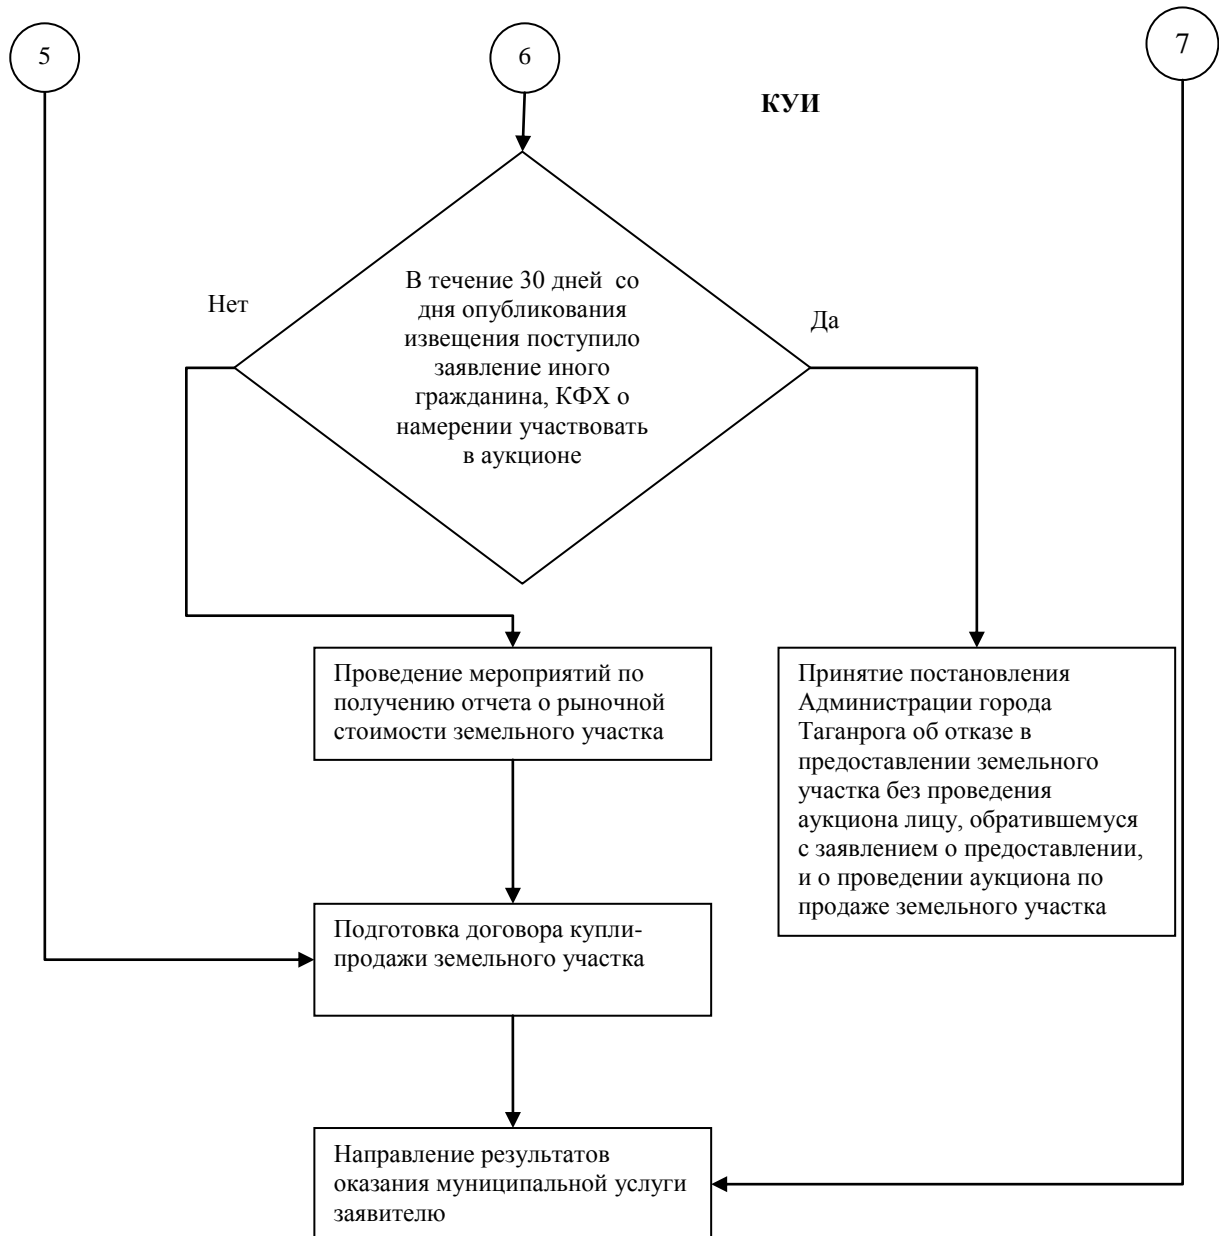 5
6
7
КУИ
В течение 30 дней со
дня опубликования
извещения поступило
заявление иного
гражданина, КФХ о
намерении участвовать
в аукционе
Нет
Да
Проведение мероприятий по
получению отчета о рыночной
стоимости земельного участка
Принятие постановления
Администрации города
Таганрога об отказе в
предоставлении земельного
участка без проведения
аукциона лицу, обратившемуся
с заявлением о предоставлении,
и о проведении аукциона по
продаже земельного участка
Подготовка договора купли-
продажи земельного участка
Направление результатов
оказания муниципальной услуги
заявителю